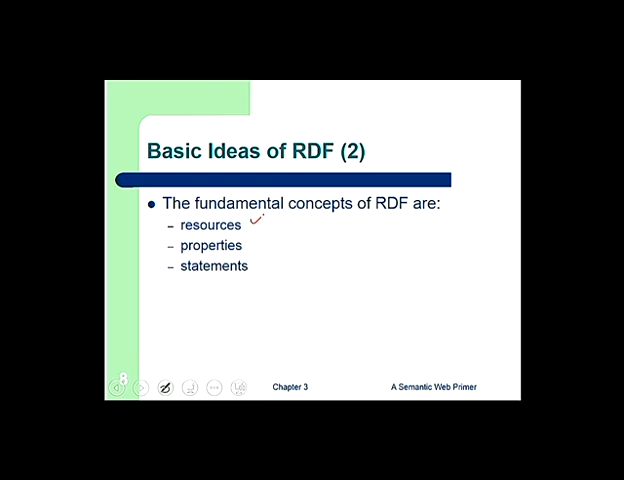 Basic Ideas of RDF (2)
● The fundamental concepts of RDF are:
– resources
– properties
– statements
8
Chapter 3
A Semantic Web Primer